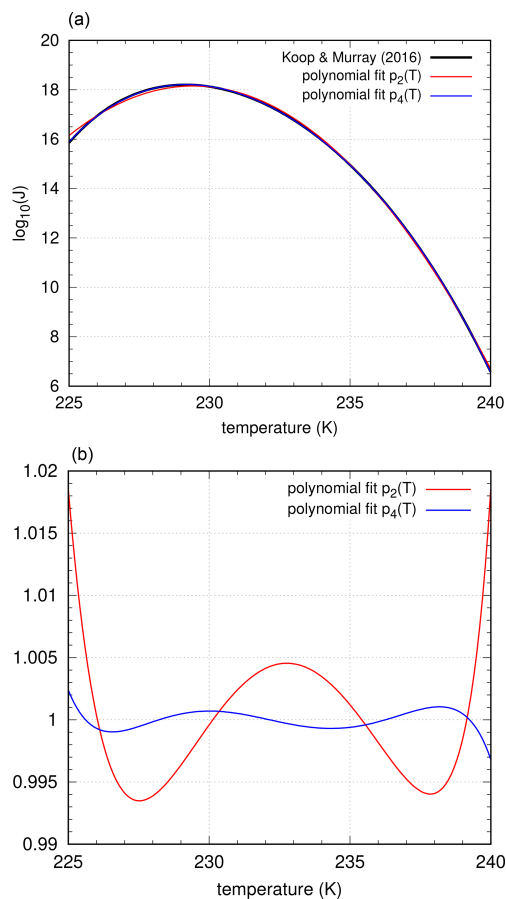 (a)
20
18
16
14
12
10
8
6
log10(J)
Koop & Murray (2016)
polynomial fit p2(T)
polynomial fit p4(T)
225 230 235 240
temperature (K)
(b)
1.02
1.015
1.01
1.005
1
0.995
0.99
polynomial fit p2(T)
polynomial fit p4(T)
225 230 235 240
temperature (K)